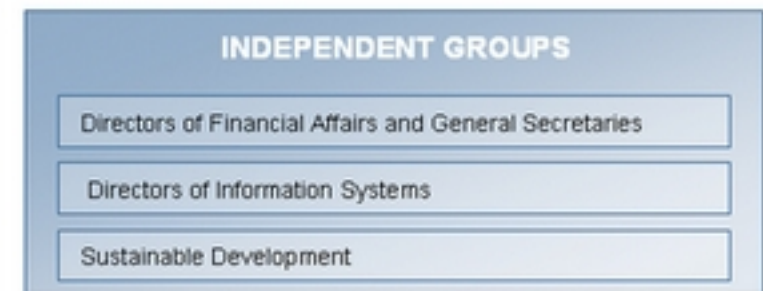 INDEPENDENT GROUPS
Directors of Financial Affairs and General Secretaries
Directors of Information Systems
Sustainable Development